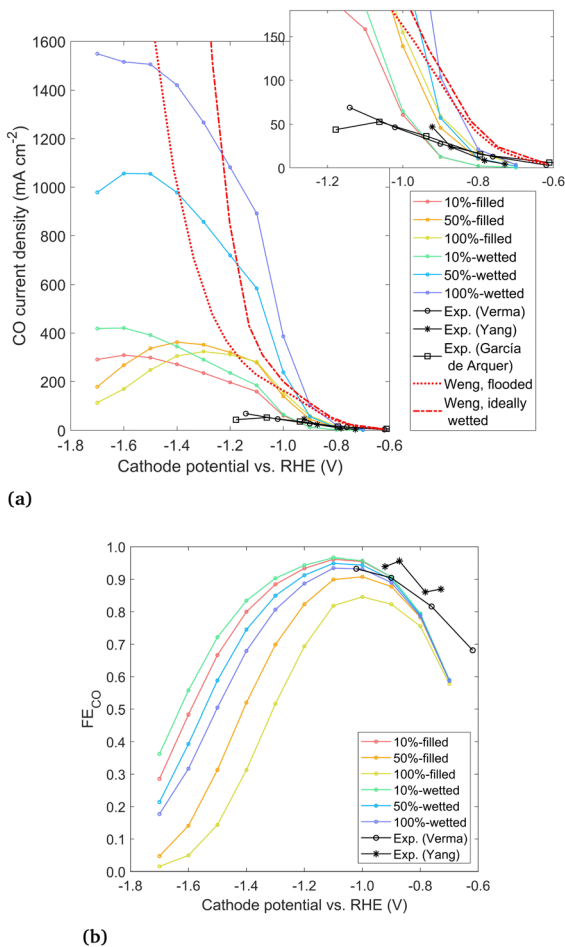 150
100
50
0
-1.2
-1.0
-0.8
-0.6
1600
1400
1200
1000
800
600
400
200
0
CO current density (mA cm⁻²)
-1.8
-1.6
-1.4
-1.2
-1.0
-0.8
-0.6
Cathode potential vs. RHE (V)
10%-filled
50%-filled
100%-filled
10%-wetted
50%-wetted
100%-wetted
Exp. (Verma)
Exp. (Yang)
Exp. (García
de Arquer)
Weng, flooded
Weng, ideally
wetted
(a)
1.0
0.9
0.8
0.7
0.6
0.5
0.4
0.3
0.2
0.1
0.0
FE_CO
-1.8
-1.6
-1.4
-1.2
-1.0
-0.8
-0.6
Cathode potential vs. RHE (V)
10%-filled
50%-filled
100%-filled
10%-wetted
50%-wetted
100%-wetted
Exp. (Verma)
Exp. (Yang)
(b)